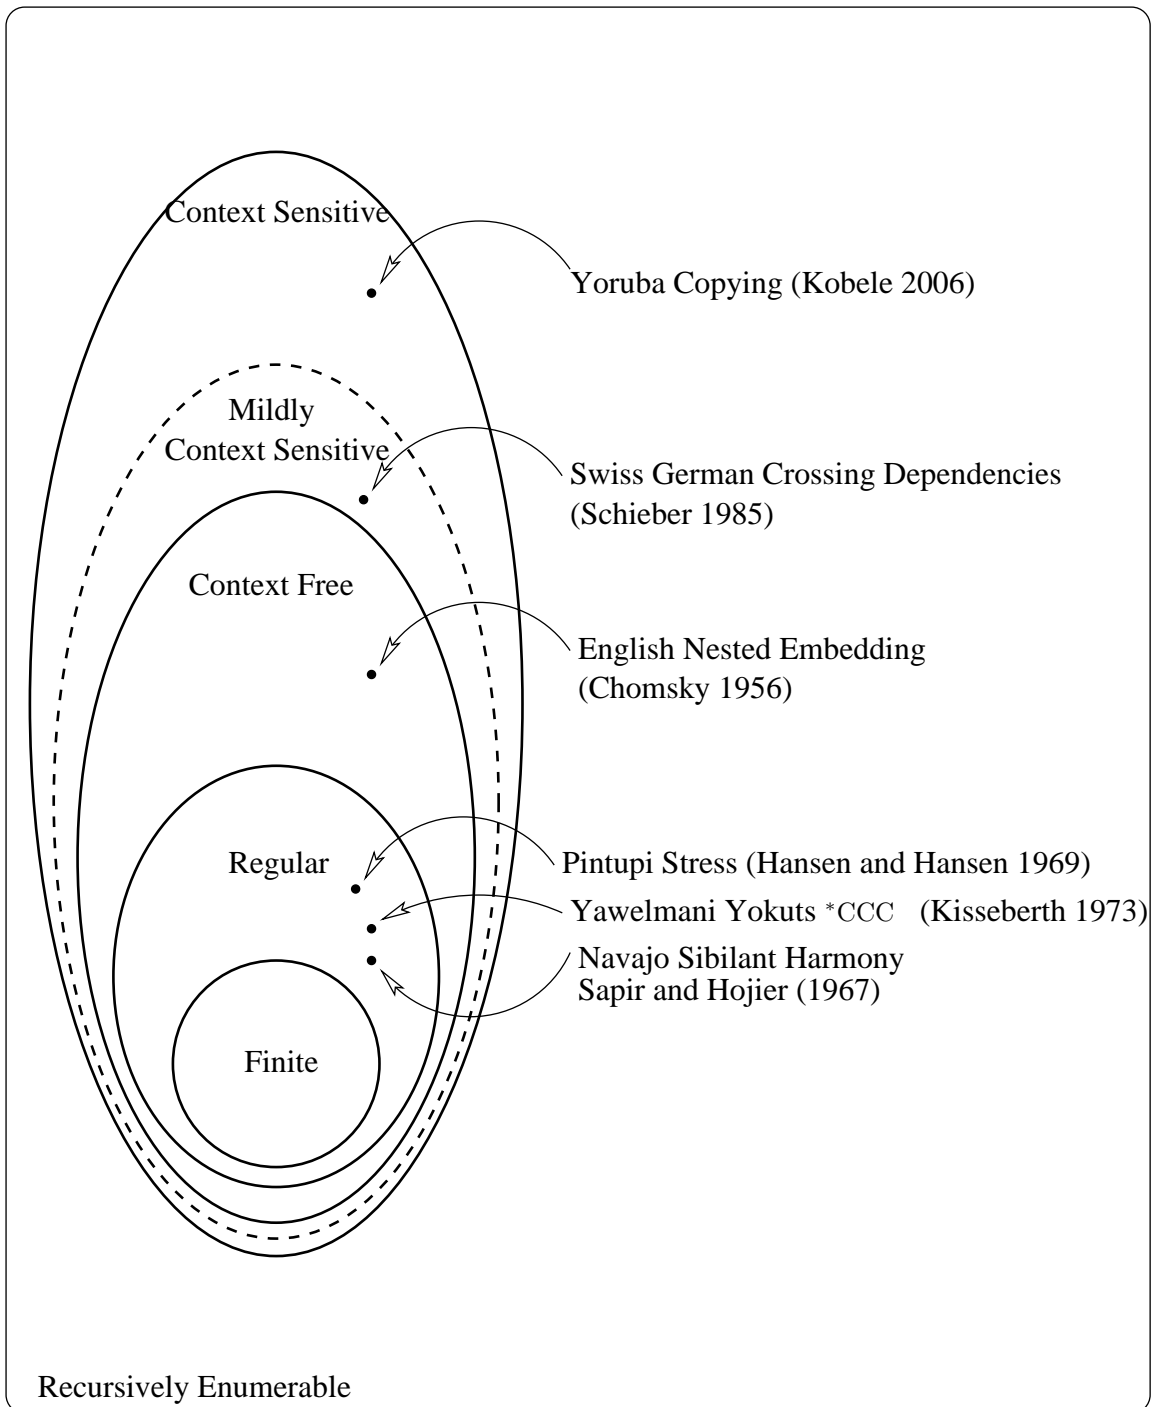 Context Sensitive
Yoruba Copying (Kobele 2006)
Mildly
Context Sensitive
Swiss German Crossing Dependencies
(Schieber 1985)
Context Free
English Nested Embedding
(Chomsky 1956)
Regular
Pintupi Stress (Hansen and Hansen 1969)
Yawelmani Yokuts *CCC (Kisseberth 1973)
Navajo Sibilant Harmony
Sapir and Hojier (1967)
Finite
Recursively Enumerable